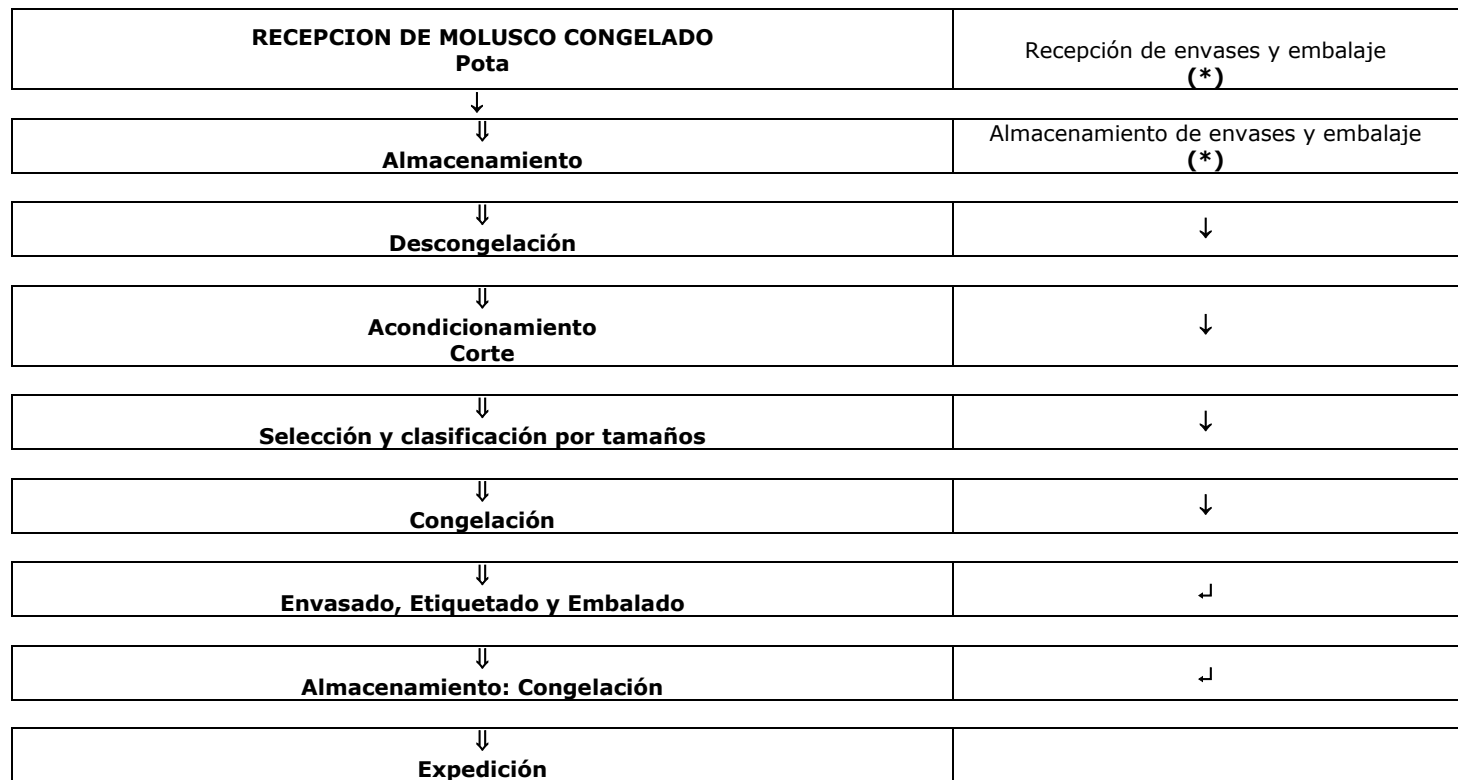 RECEPCION DE MOLUSCO CONGELADO
Pota
Recepción de envases y embalaje
(*)
↓
⇓
Almacenamiento
Almacenamiento de envases y embalaje
(*)
⇓
Descongelación
↓
⇓
Acondicionamiento
Corte
↓
⇓
Selección y clasificación por tamaños
↓
⇓
Congelación
↓
⇓
Envasado, Etiquetado y Embalado
↵
⇓
Almacenamiento: Congelación
↵
⇓
Expedición